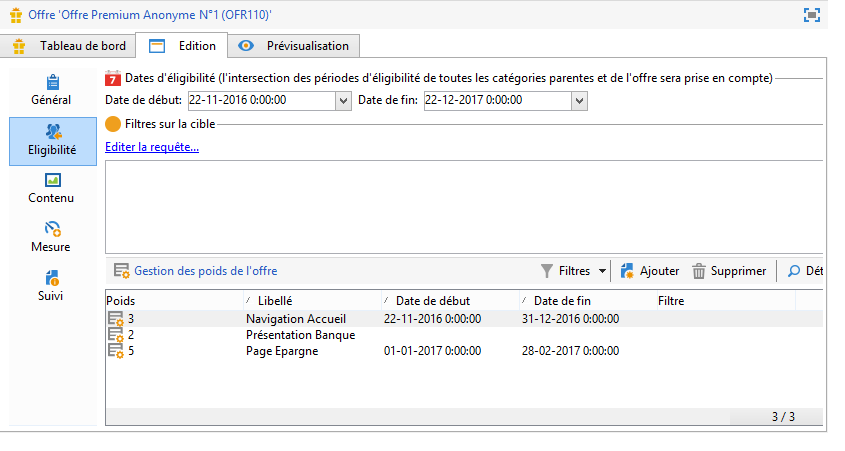 Offre 'Offre Premium Anonyme N°1 (OFR110)'
Tableau de bord Edition Prévisualisation
Général
Eligibilité
Contenu
Mesure
Suivi
7 Dates d'éligibilité (l'intersection des périodes d'éligibilité de toutes les catégories parentes et de l'offre sera prise en compte)
Date de début: 22-11-2016 0:00:00 Date de fin: 22-12-2017 0:00:00
Filtres sur la cible
Editer la requête...
Gestion des poids de l'offre Filtres Ajouter Supprimer Dét
Poids Libellé Date de début Date de fin Filtre
3 Navigation Accueil 22-11-2016 0:00:00 31-12-2016 0:00:00
2 Présentation Banque
5 Page Epargne 01-01-2017 0:00:00 28-02-2017 0:00:00
3 / 3